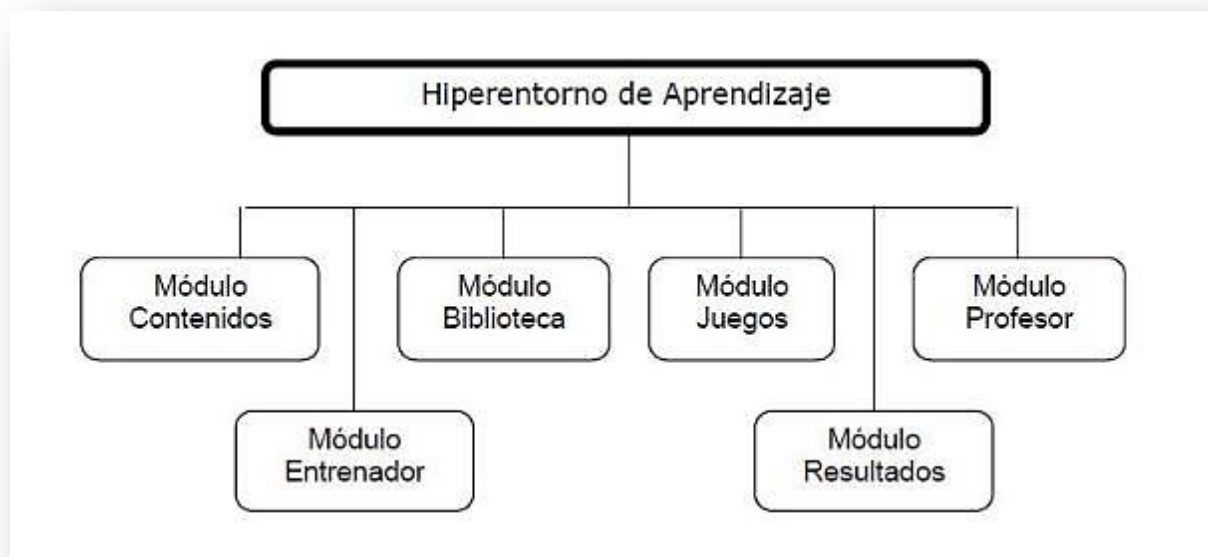 Hiperentorno de Aprendizaje
Módulo
Contenidos
Módulo
Biblioteca
Módulo
Juegos
Módulo
Profesor
Módulo
Entrenador
Módulo
Resultados